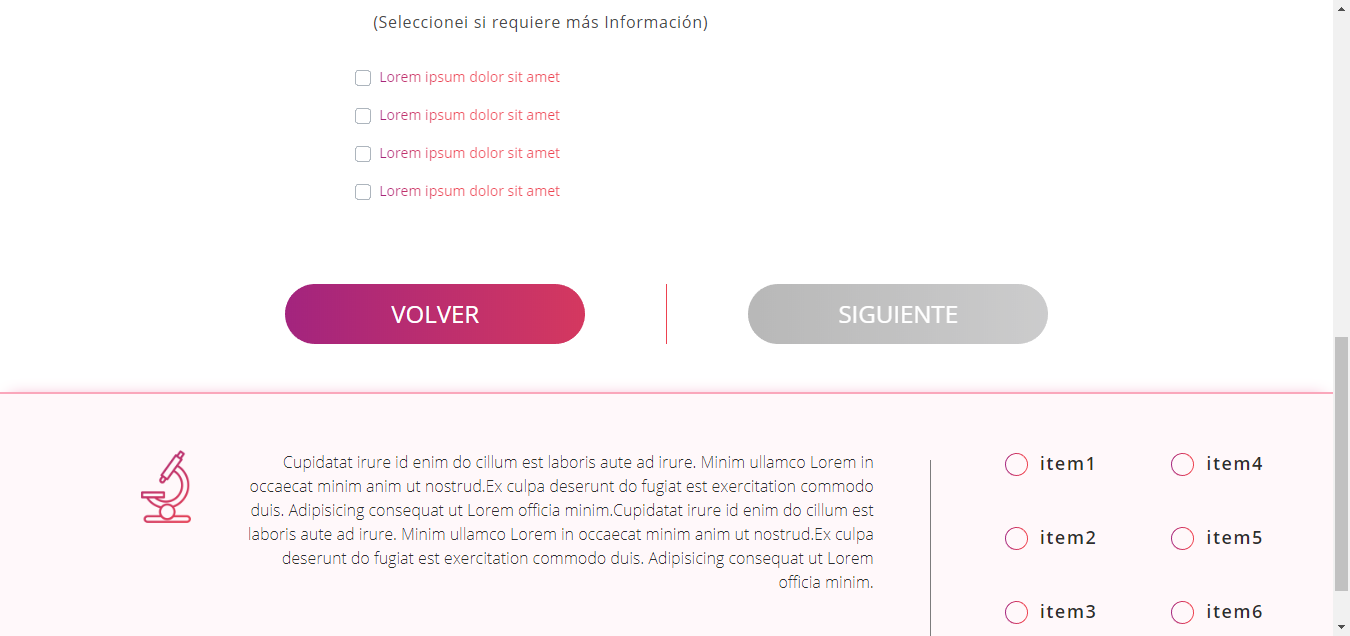 (Seleccionei si requiere más Información)
Lorem ipsum dolor sit amet
Lorem ipsum dolor sit amet
Lorem ipsum dolor sit amet
Lorem ipsum dolor sit amet
VOLVER
SIGUIENTE
Cupidatat irure id enim do cillum est laboris aute ad irure. Minim ullamco Lorem in
occaecat minim anim ut nostrud.Ex culpa deserunt do fugiat est exercitation commodo
duis. Adipisicing consequat ut Lorem officia minim.Cupidatat irure id enim do cillum est
laboris aute ad irure. Minim ullamco Lorem in occaecat minim anim ut nostrud.Ex culpa
deserunt do fugiat est exercitation commodo duis. Adipisicing consequat ut Lorem
officia minim.
item1
item4
item2
item5
item3
item6